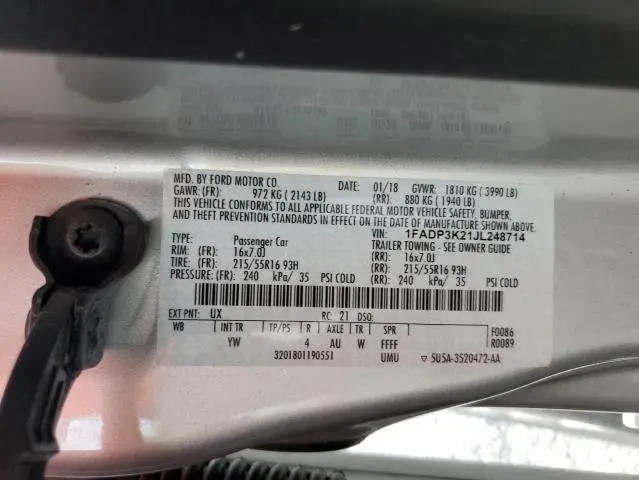 MFD. BY FORD MOTOR CO.
DATE: 01/18 GVWR: 1810 KG ( 3990 LB)
GAWR: (FR): 972 KG ( 2143 LB) (RR): 880 KG ( 1940 LB)
THIS VEHICLE CONFORMS TO ALL APPLICABLE FEDERAL MOTOR VEHICLE SAFETY, BUMPER,
AND THEFT PREVENTION STANDARDS IN EFFECT ON THE DATE OF MANUFACTURE SHOWN ABOVE.
VIN: 1FADP3K21JL248714
TYPE: Passenger Car TRAILER TOWING - SEE OWNER GUIDE
RIM: (FR): 16x7.0J (RR): 16x7.0J
TIRE: (FR): 215/55R16 93H (RR): 215/55R16 93H
PRESSURE: (FR): 240 kPa/ 35 PSI COLD (RR): 240 kPa/ 35 PSI COLD
EXT PNT: UX RC: 21 DSO:
WB INT TR TP/PS R AXLE TR SPR F0086
YW 4 AU W FFFF R0089
3201801190551 UMU ▽ 5U5A-3520472-AA